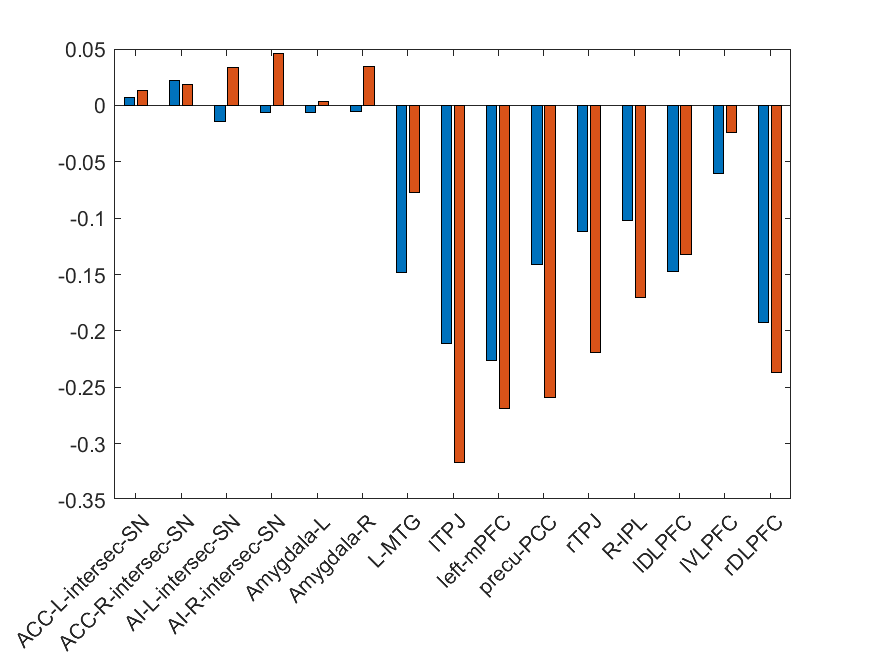 0.05
0
-0.05
-0.1
-0.15
-0.2
-0.25
-0.3
-0.35
ACC-L-intersec-SN
ACC-R-intersec-SN
AI-L-intersec-SN
AI-R-intersec-SN
Amygdala-L
Amygdala-R
L-MTG
lTPJ
left-mPFC
precu-PCC
rTPJ
R-IPL
lDLPFC
lVLPFC
rDLPFC